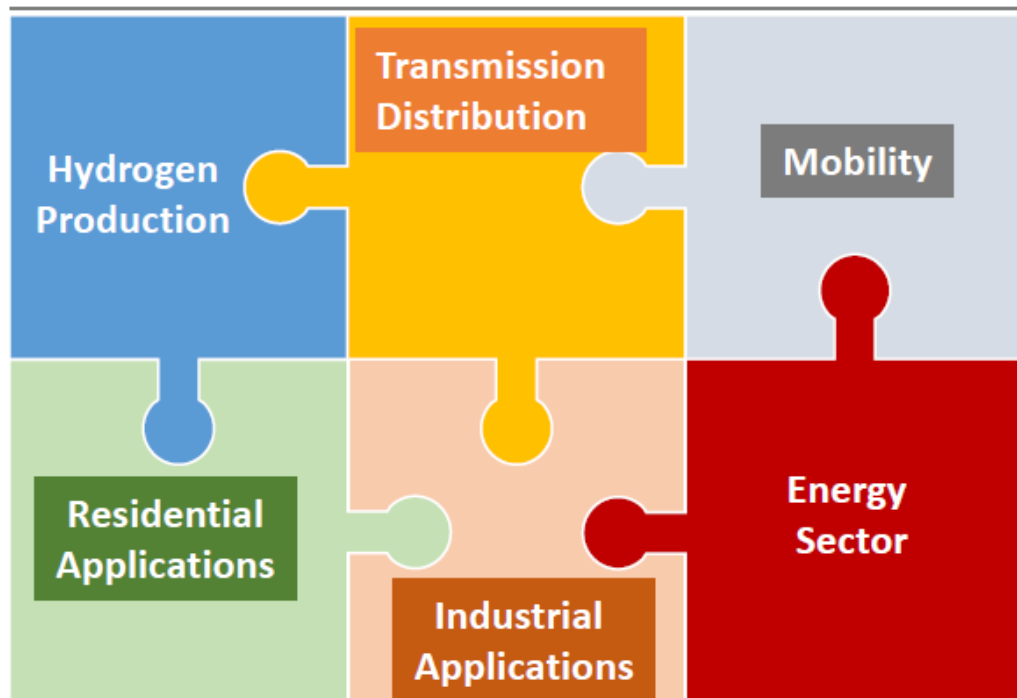 Hydrogen
Production
Transmission
Distribution
Mobility
Residential
Applications
Industrial
Applications
Energy
Sector